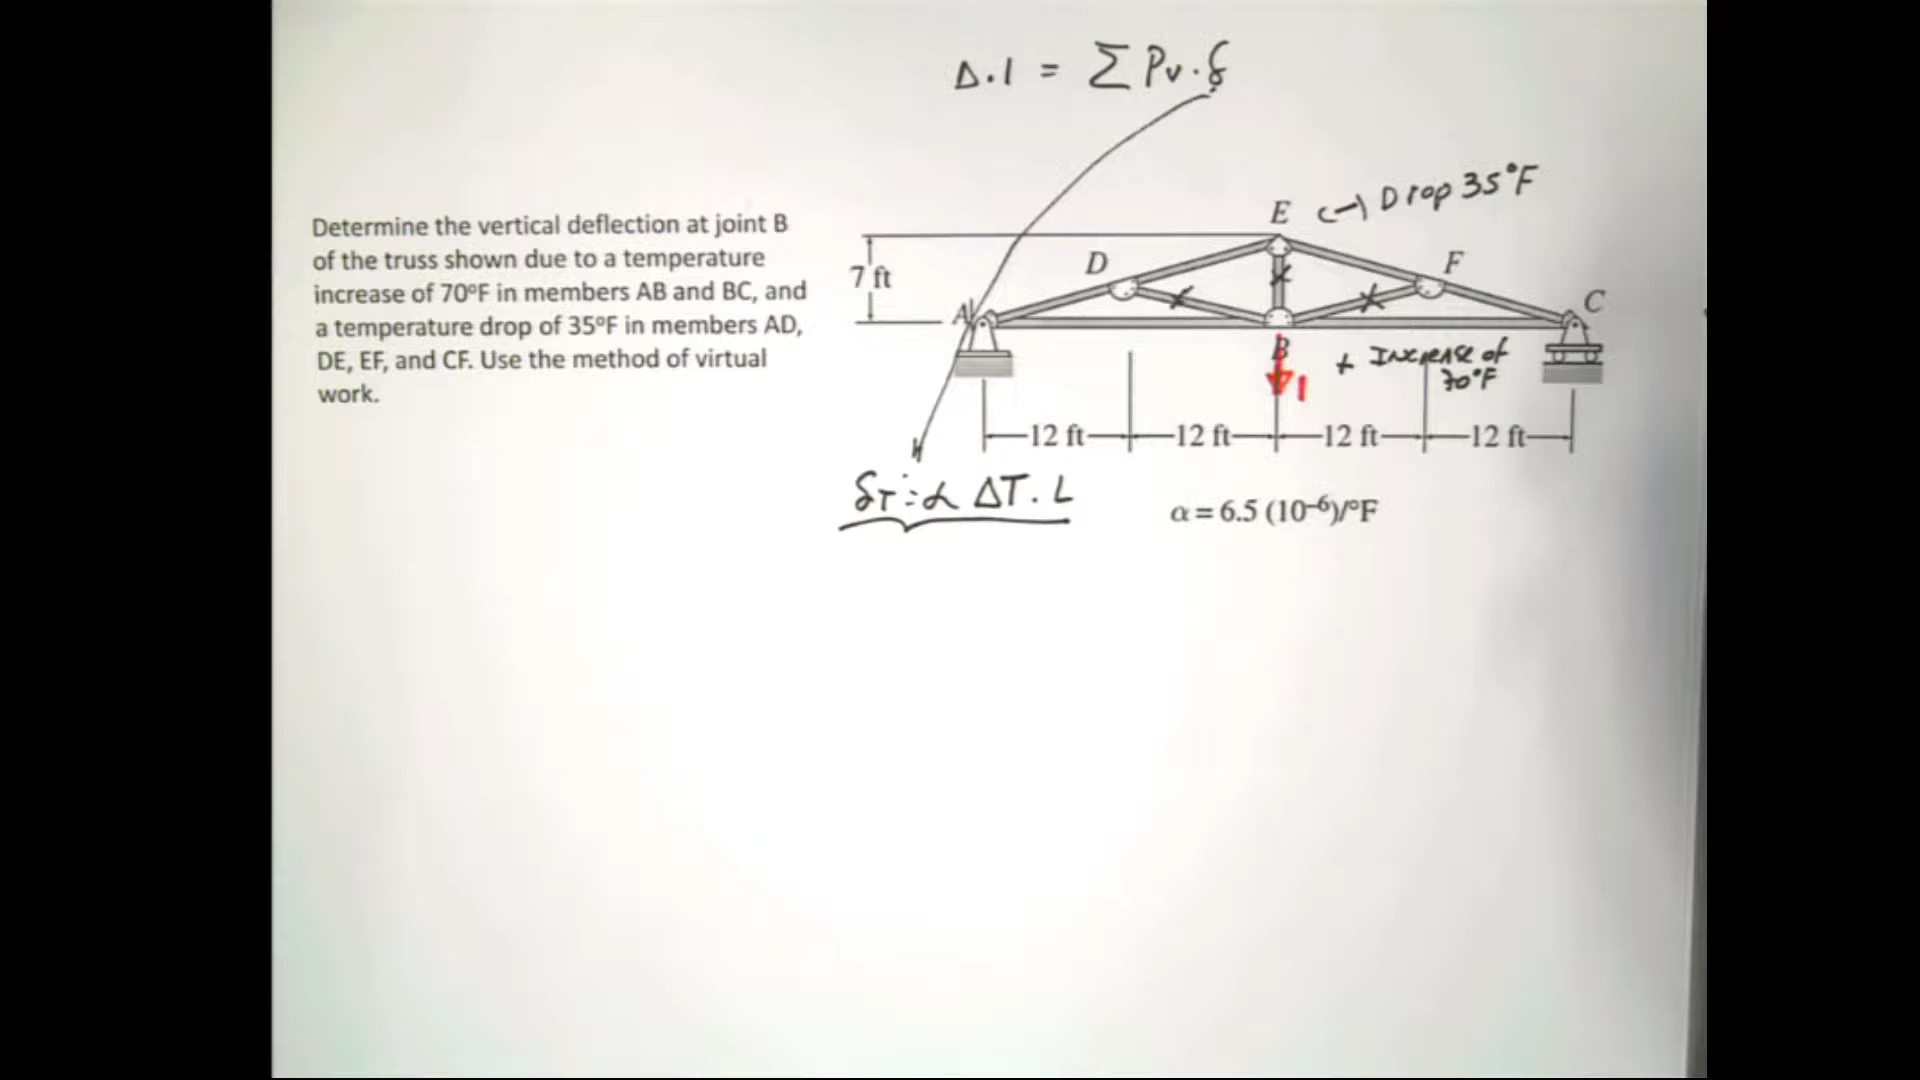 Δ.1 = Σ Pv.δ
Determine the vertical deflection at joint B
of the truss shown due to a temperature
increase of 70ºF in members AB and BC, and
a temperature drop of 35ºF in members AD,
DE, EF, and CF. Use the method of virtual
work.
E (-) Drop 35°F
7 ft
D
F
A
C
B
1
+ Increase of
70°F
12 ft
12 ft
12 ft
12 ft
δT = α ΔT. L
α = 6.5 (10–6)/ºF